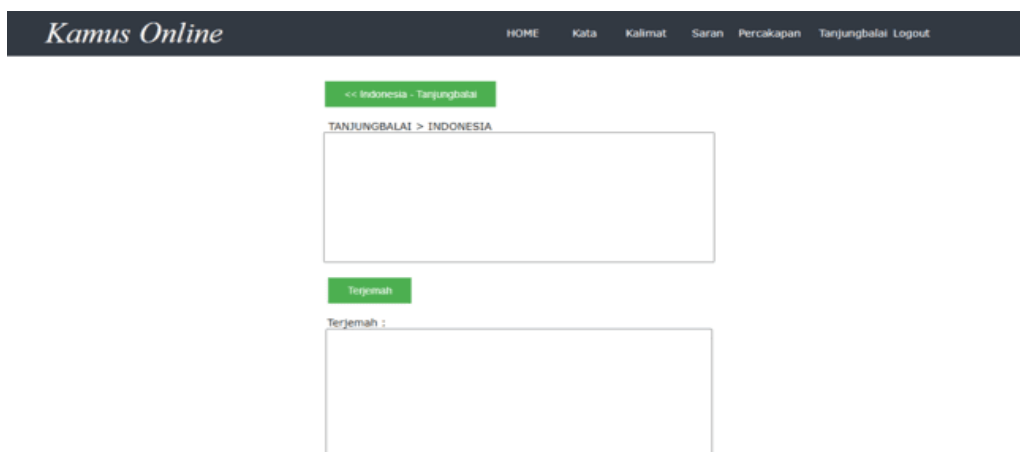 Kamus Online
HOME Kata Kalimat Saran Percakapan Tanjungbalai Logout
<< Indonesia - Tanjungbalai
TANJUNGBALAI > INDONESIA
Terjemah
Terjemah :